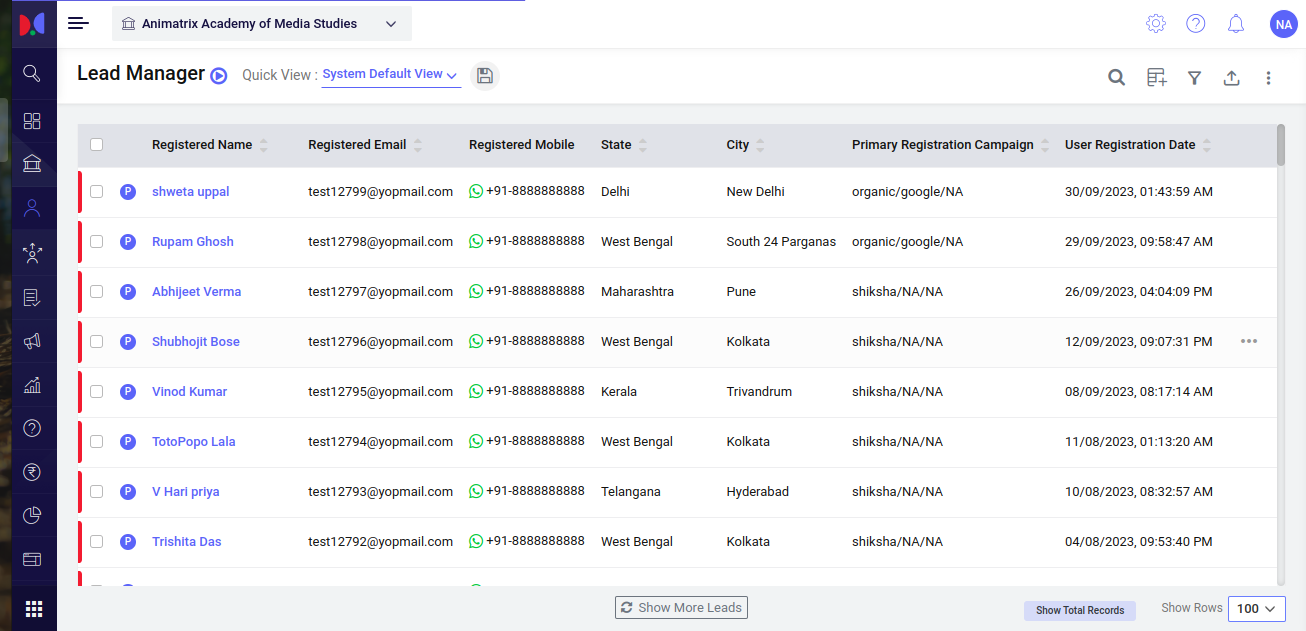 Animatrix Academy of Media Studies
NA
Lead Manager Quick View : System Default View
Registered Name Registered Email Registered Mobile State City Primary Registration Campaign User Registration Date
P shweta uppal test12799@yopmail.com +91-8888888888 Delhi New Delhi organic/google/NA 30/09/2023, 01:43:59 AM
P Rupam Ghosh test12798@yopmail.com +91-8888888888 West Bengal South 24 Parganas organic/google/NA 29/09/2023, 09:58:47 AM
P Abhijeet Verma test12797@yopmail.com +91-8888888888 Maharashtra Pune shiksha/NA/NA 26/09/2023, 04:04:09 PM
P Shubhojit Bose test12796@yopmail.com +91-8888888888 West Bengal Kolkata shiksha/NA/NA 12/09/2023, 09:07:31 PM
P Vinod Kumar test12795@yopmail.com +91-8888888888 Kerala Trivandrum shiksha/NA/NA 08/09/2023, 08:17:14 AM
P TotoPopo Lala test12794@yopmail.com +91-8888888888 West Bengal Kolkata shiksha/NA/NA 11/08/2023, 01:13:20 AM
P V Hari priya test12793@yopmail.com +91-8888888888 Telangana Hyderabad shiksha/NA/NA 10/08/2023, 08:32:57 AM
P Trishita Das test12792@yopmail.com +91-8888888888 West Bengal Kolkata shiksha/NA/NA 04/08/2023, 09:53:40 PM
Show More Leads
Show Total Records
Show Rows 100